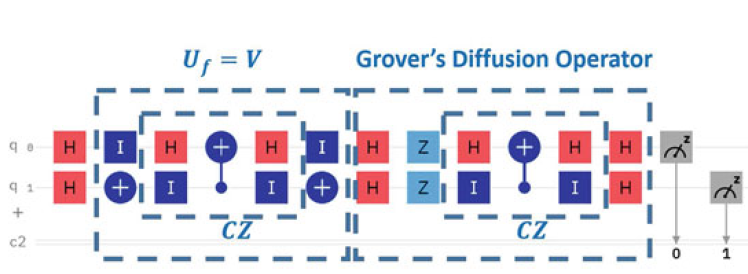 U_f = V Grover's Diffusion Operator
q 0 H I H + H I H Z H + H H z
q 1 H + I I + H Z I I H z
+ CZ CZ
c2 0 1